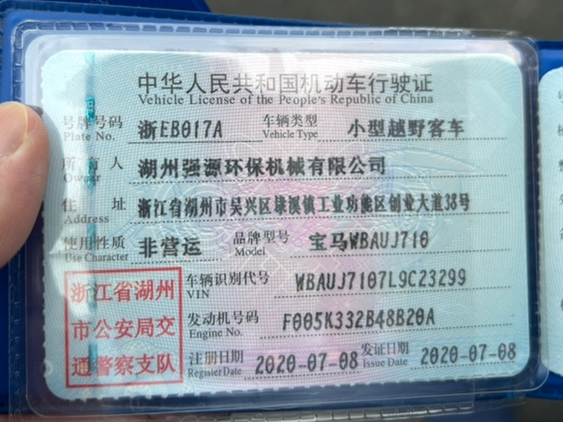 中华人民共和国机动车行驶证
Vehicle License of the People's Republic of China
号牌号码 浙EB017A 车辆类型 小型越野客车
Plate No. Vehicle Type
所有人 湖州强源环保机械有限公司
Owner
住址 浙江省湖州市吴兴区埭溪镇工业功能区创业大道38号
Address
使用性质 非营运 品牌型号 宝马WBAUJ710
Use Character Model
浙江省湖州
市公安局交
通警察支队
车辆识别代号 WBAUJ7107L9C23299
VIN
发动机号码 F005K332B48B20A
Engine No.
注册日期 2020-07-08 发证日期 2020-07-08
Register Date Issue Date